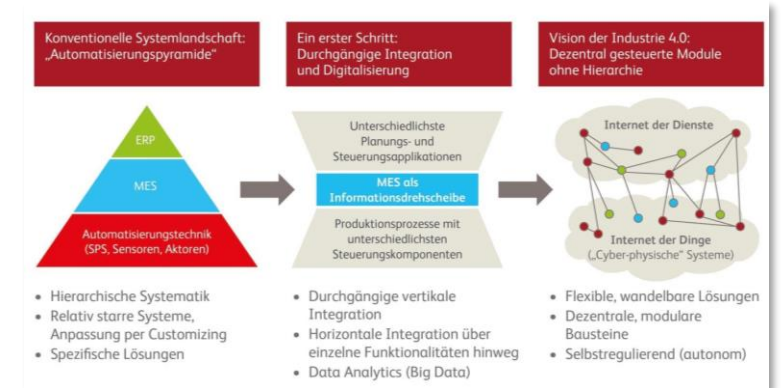 Konventionelle Systemlandschaft:
„Automatisierungspyramide“
Ein erster Schritt:
Durchgängige Integration
und Digitalisierung
Vision der Industrie 4.0:
Dezentral gesteuerte Module
ohne Hierarchie
ERP
MES
Automatisierungstechnik
(SPS, Sensoren, Aktoren)
Unterschiedlichste
Planungs- und
Steuerungsapplikationen
MES als
Informationsdrehscheibe
Produktionsprozesse mit
unterschiedlichsten
Steuerungskomponenten
Internet der Dienste
Internet der Dinge
(„Cyber-physische“ Systeme)
• Hierarchische Systematik
• Relativ starre Systeme,
Anpassung per Customizing
• Spezifische Lösungen
• Durchgängige vertikale
Integration
• Horizontale Integration über
einzelne Funktionalitäten hinweg
• Data Analytics (Big Data)
• Flexible, wandelbare Lösungen
• Dezentrale, modulare
Bausteine
• Selbstregulierend (autonom)